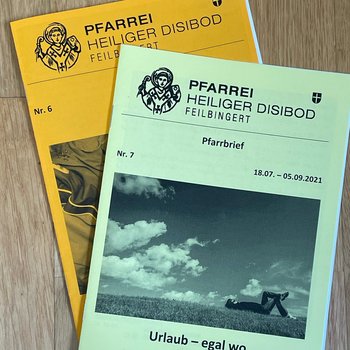 PFARREI
HEILIGER DISIBOD
FEILBINGERT
Nr. 6
PFARREI
HEILIGER DISIBOD
FEILBINGERT
Pfarrbrief
Nr. 7
18.07. – 05.09.2021
Urlaub – egal wo